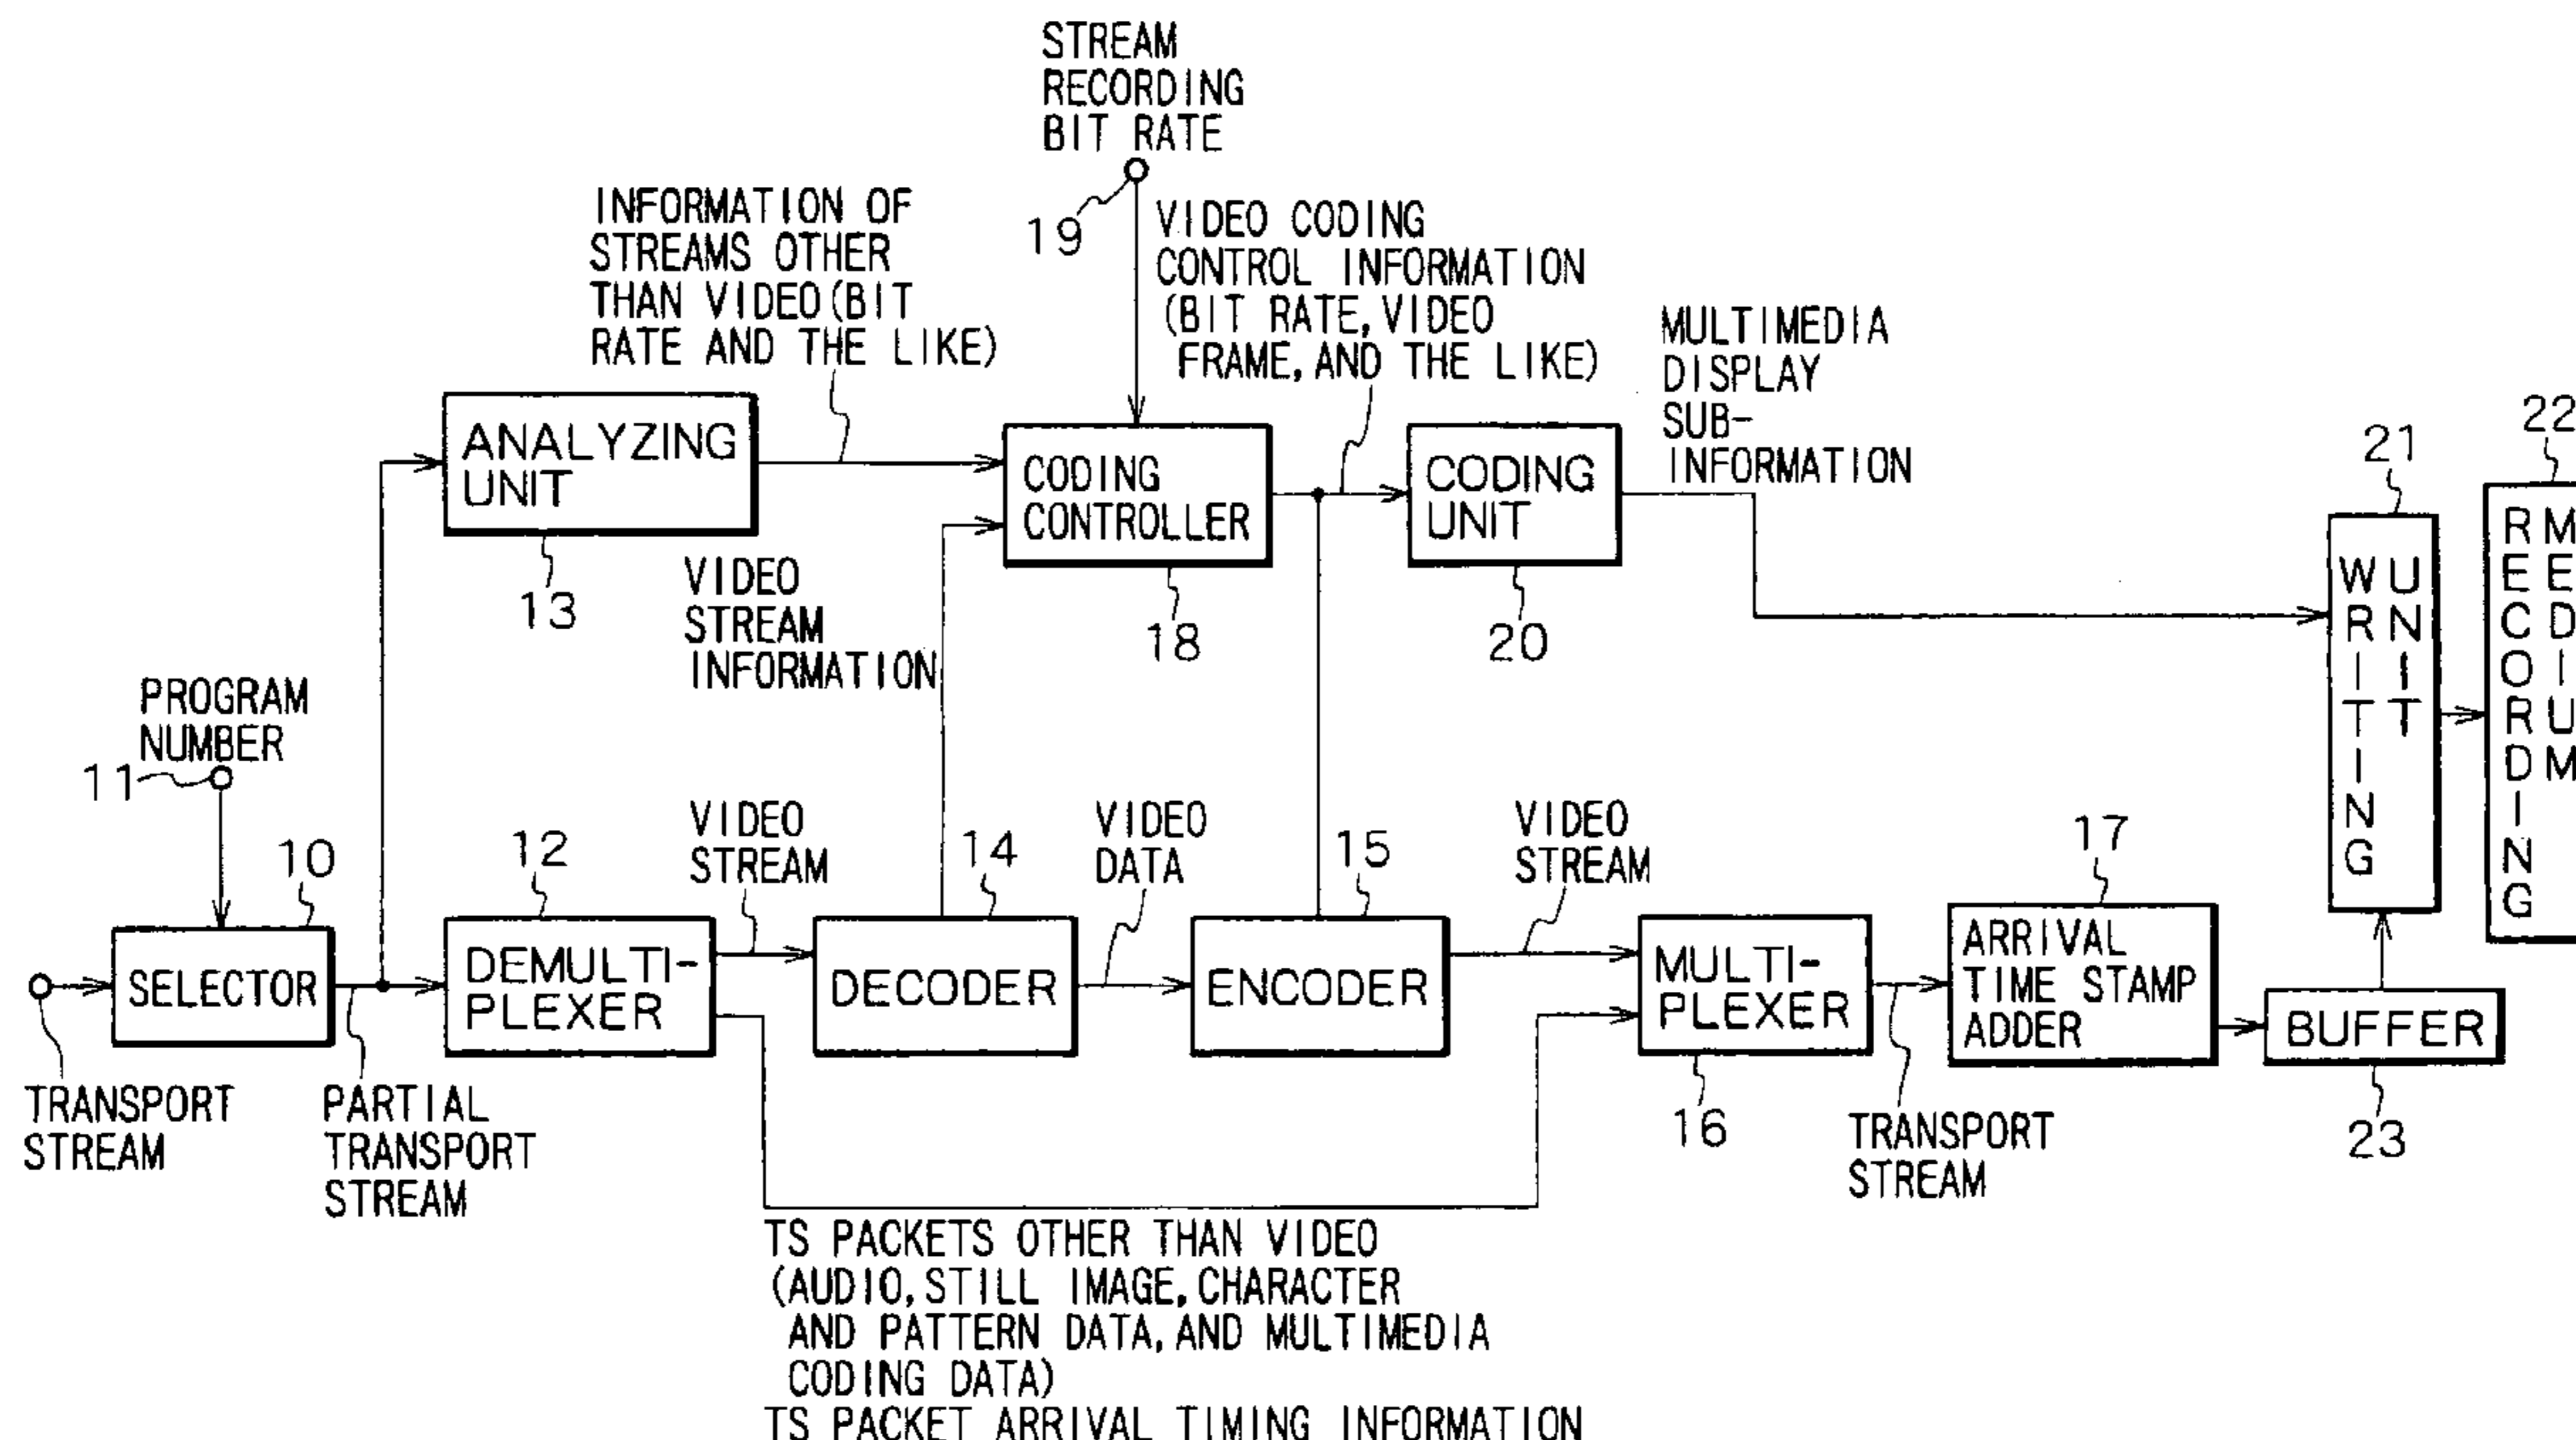 STREAM
RECORDING
BIT RATE
19
INFORMATION OF
STREAMS OTHER
THAN VIDEO(BIT
RATE AND THE LIKE)
VIDEO CODING
CONTROL INFORMATION
(BIT RATE, VIDEO
FRAME, AND THE LIKE)
MULTIMEDIA
DISPLAY
SUB-
INFORMATION
ANALYZING
UNIT
13
CODING
CONTROLLER
18
CODING
UNIT
20
21
WRITING
UNIT
22
RECORDING
MEDIUM
VIDEO
STREAM
INFORMATION
PROGRAM
NUMBER
11
10
SELECTOR
TRANSPORT
STREAM
PARTIAL
TRANSPORT
STREAM
12
DEMULTI-
PLEXER
VIDEO
STREAM
14
DECODER
VIDEO
DATA
15
ENCODER
VIDEO
STREAM
MULTI-
PLEXER
16
TRANSPORT
STREAM
17
ARRIVAL
TIME STAMP
ADDER
BUFFER
23
TS PACKETS OTHER THAN VIDEO
(AUDIO, STILL IMAGE, CHARACTER
AND PATTERN DATA, AND MULTIMEDIA
CODING DATA)
TS PACKET ARRIVAL TIMING INFORMATION